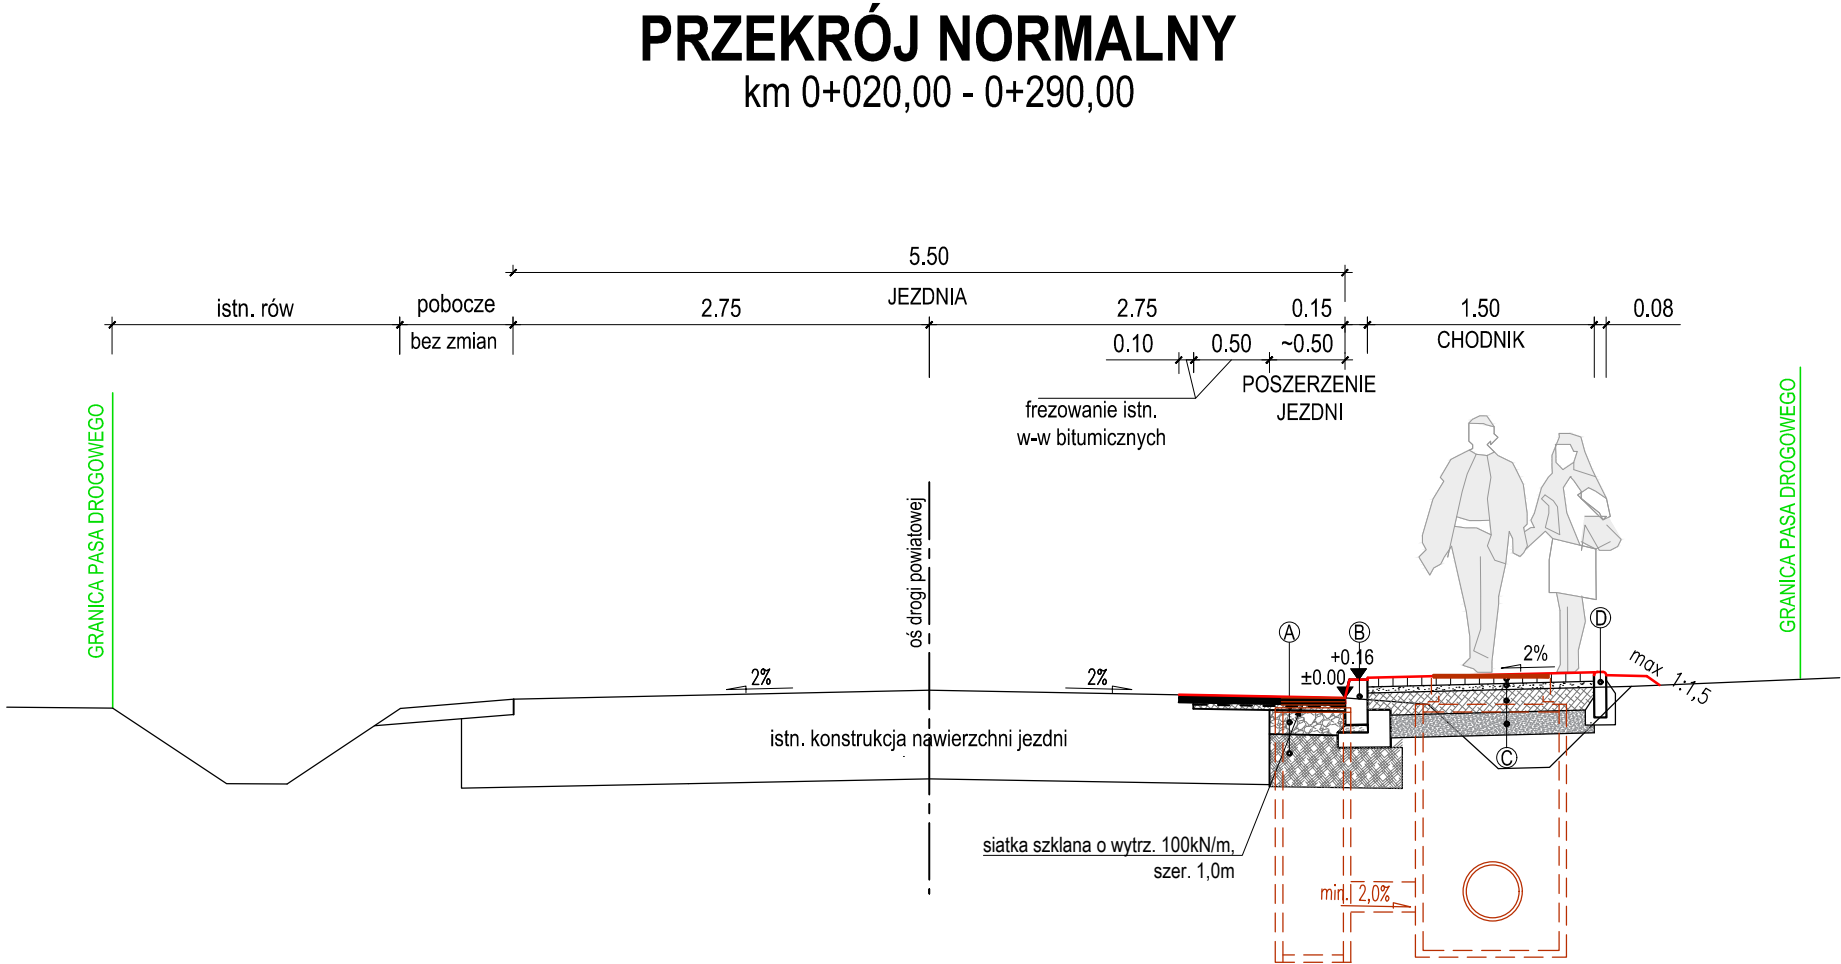 PRZEKRÓJ NORMALNY
km 0+020,00 - 0+290,00
5.50
JEZDNIA
istn. rów
pobocze
bez zmian
2.75
2.75
0.15
1.50
CHODNIK
0.08
0.10
0.50
~0.50
POSZERZENIE
JEZDNI
frezowanie istn.
w-w bitumicznych
GRANICA PASA DROGOWEGO
oś drogi powiatowej
GRANICA PASA DROGOWEGO
A
B
D
+0.16
±0.00
2%
2%
2%
max 1:1,5
istn. konstrukcja nawierzchni jezdni
C
siatka szklana o wytrz. 100kN/m,
szer. 1,0m
min. 2,0%